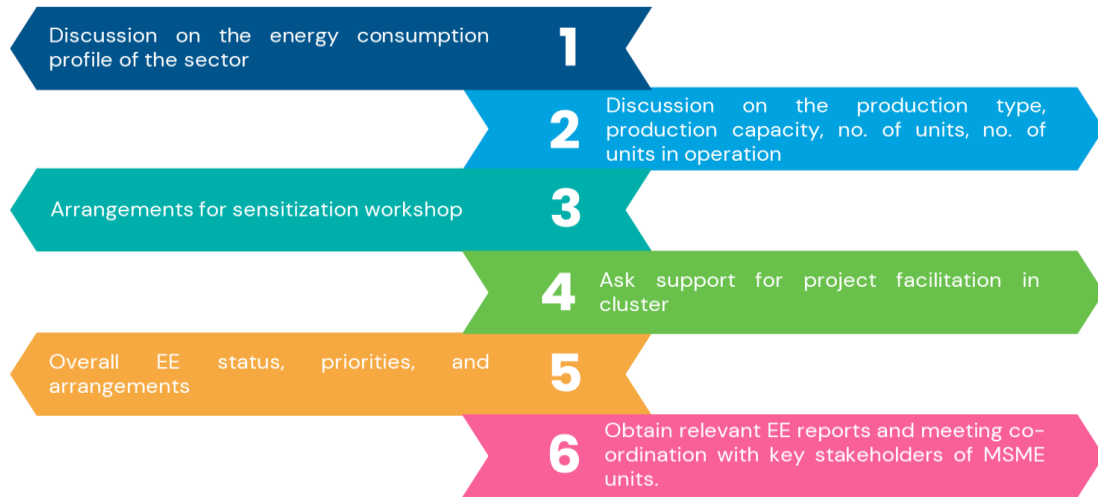 Discussion on the energy consumption
profile of the sector
1
2
Discussion on the production type,
production capacity, no. of units, no. of
units in operation
Arrangements for sensitization workshop
3
4
Ask support for project facilitation in
cluster
Overall EE status, priorities, and
arrangements
5
6
Obtain relevant EE reports and meeting co-
ordination with key stakeholders of MSME
units.